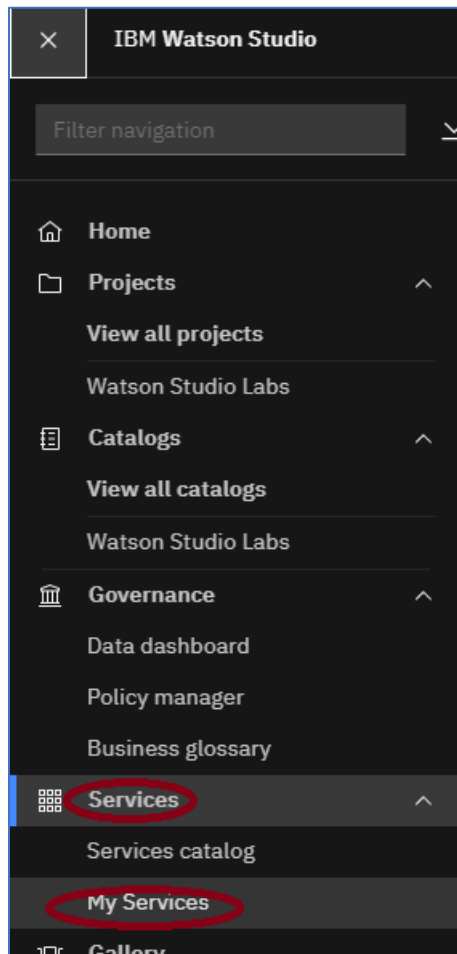 IBM Watson Studio
Filter navigation
Home
Projects
View all projects
Watson Studio Labs
Catalogs
View all catalogs
Watson Studio Labs
Governance
Data dashboard
Policy manager
Business glossary
Services
Services catalog
My Services
Gallery